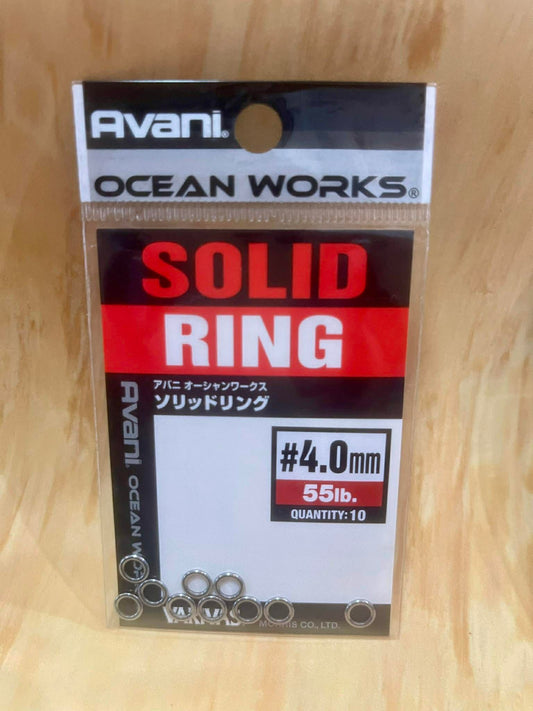 Avani®
OCEAN WORKS®
SOLID
RING
アバニ オーシャンワークス
ソリッドリング
Avani OCEAN WO
#4.0mm
55lb.
QUANTITY: 10
MORRIS CO., LTD.